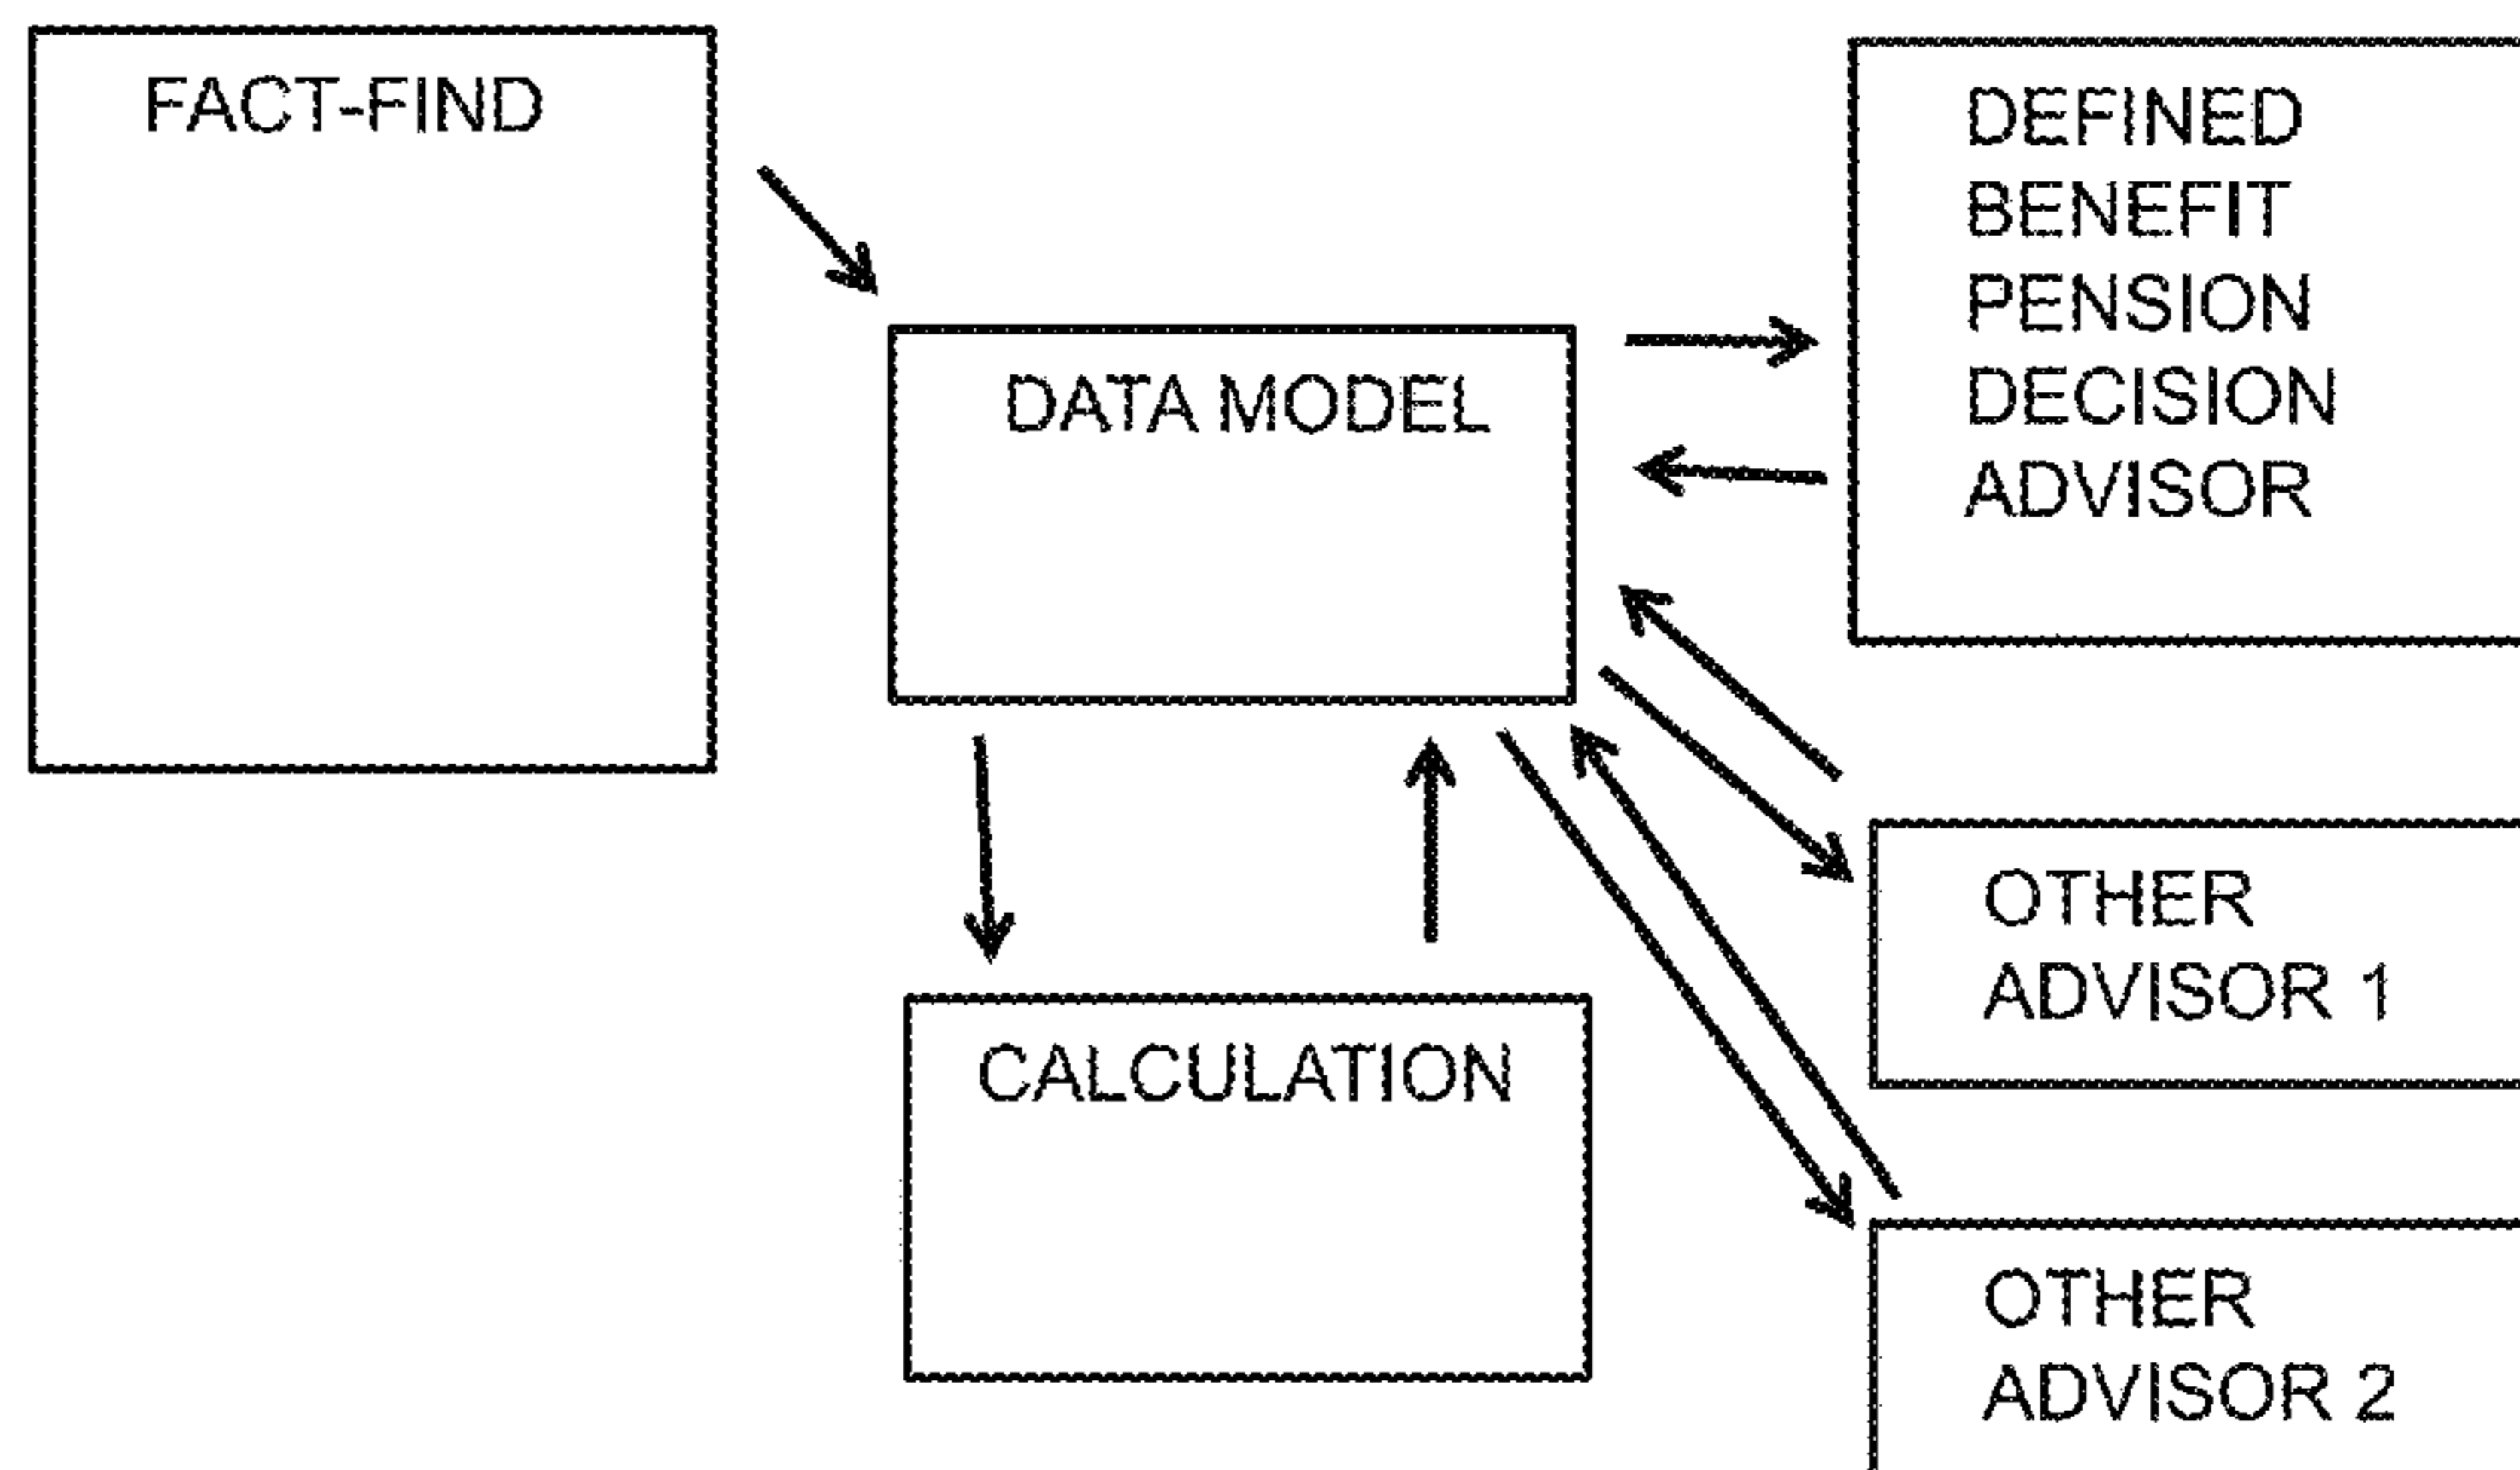 FACT-FIND
DATA MODEL
CALCULATION
DEFINED
BENEFIT
PENSION
DECISION
ADVISOR
OTHER
ADVISOR 1
OTHER
ADVISOR 2